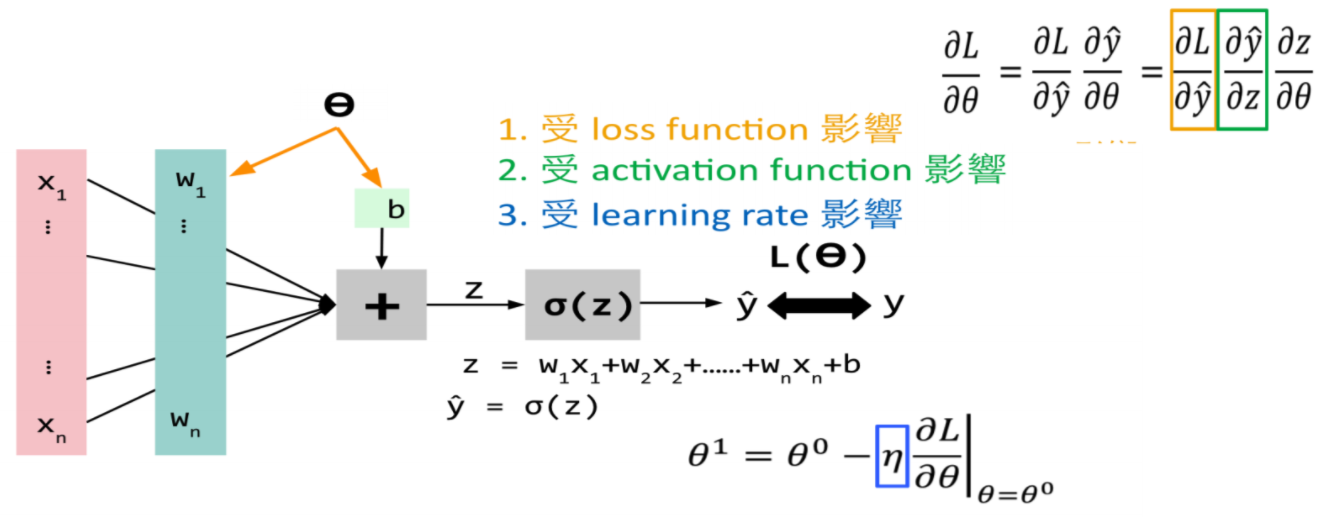 ∂L/∂θ = ∂L/∂ŷ ∂ŷ/∂θ = ∂L/∂ŷ ∂ŷ/∂z ∂z/∂θ
Ɵ
1. 受 loss function 影響
2. 受 activation function 影響
3. 受 learning rate 影響
x₁
⋮
⋮
xₙ
w₁
⋮
wₙ
b
+
z
σ(z)
L(Ɵ)
ŷ
y
z = w₁x₁+w₂x₂+......+wₙxₙ+b
ŷ = σ(z)
θ¹ = θ⁰ − η ∂L/∂θ |θ=θ⁰